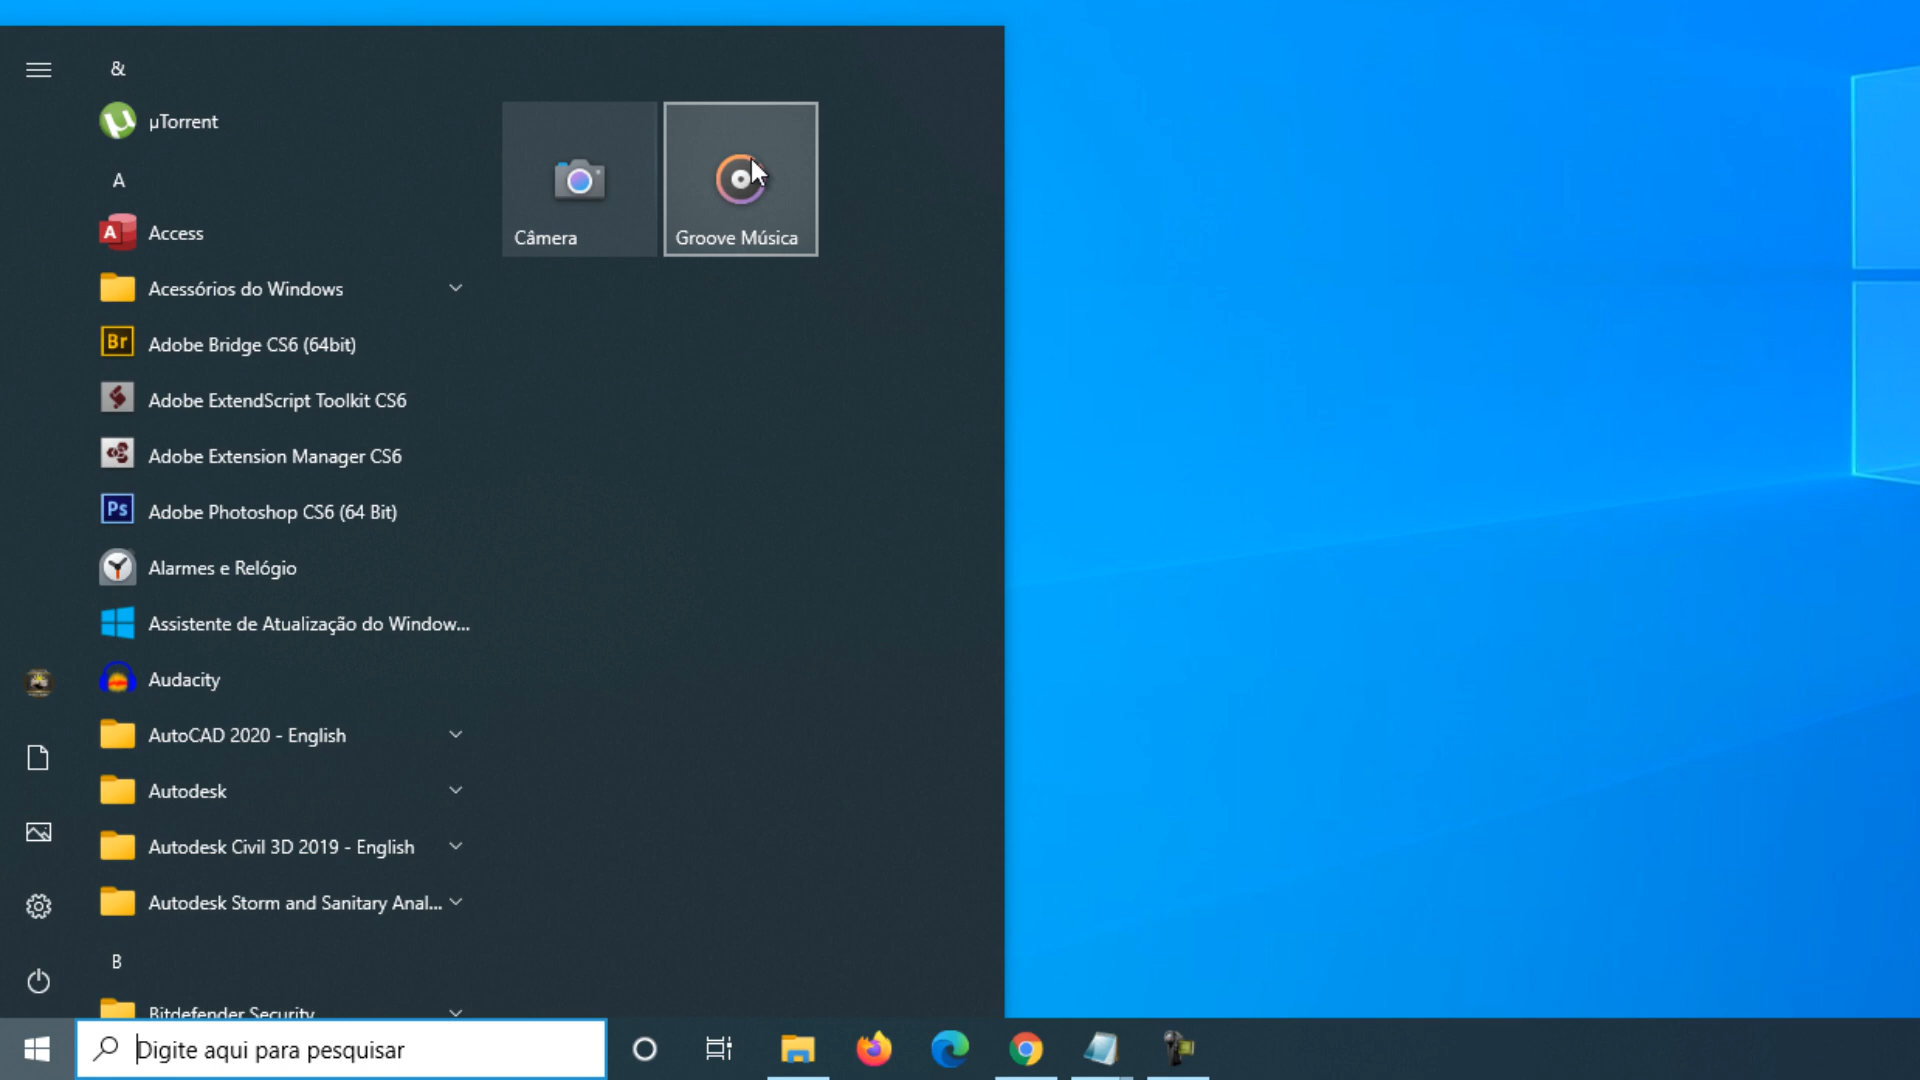 &
µTorrent
A
Access
Acessórios do Windows
Adobe Bridge CS6 (64bit)
Adobe ExtendScript Toolkit CS6
Adobe Extension Manager CS6
Adobe Photoshop CS6 (64 Bit)
Alarmes e Relógio
Assistente de Atualização do Window...
Audacity
AutoCAD 2020 - English
Autodesk
Autodesk Civil 3D 2019 - English
Autodesk Storm and Sanitary Anal...
B
Bitdefender Security
Câmera
Groove Música
Digite aqui para pesquisar